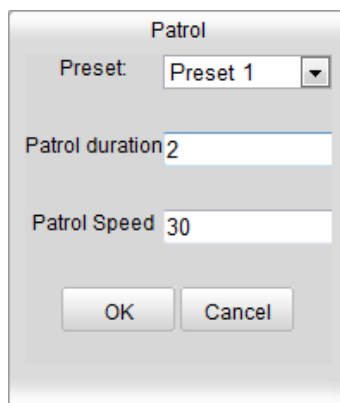 Patrol
Preset: Preset 1
Patrol duration 2
Patrol Speed 30
OK Cancel